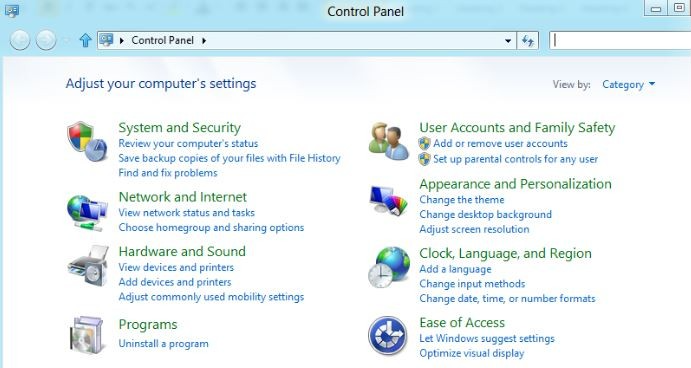 Control Panel
Control Panel
Adjust your computer's settings
View by: Category
System and Security
Review your computer's status
Save backup copies of your files with File History
Find and fix problems
Network and Internet
View network status and tasks
Choose homegroup and sharing options
Hardware and Sound
View devices and printers
Add devices and printers
Adjust commonly used mobility settings
Programs
Uninstall a program
User Accounts and Family Safety
Add or remove user accounts
Set up parental controls for any user
Appearance and Personalization
Change the theme
Change desktop background
Adjust screen resolution
Clock, Language, and Region
Add a language
Change input methods
Change date, time, or number formats
Ease of Access
Let Windows suggest settings
Optimize visual display